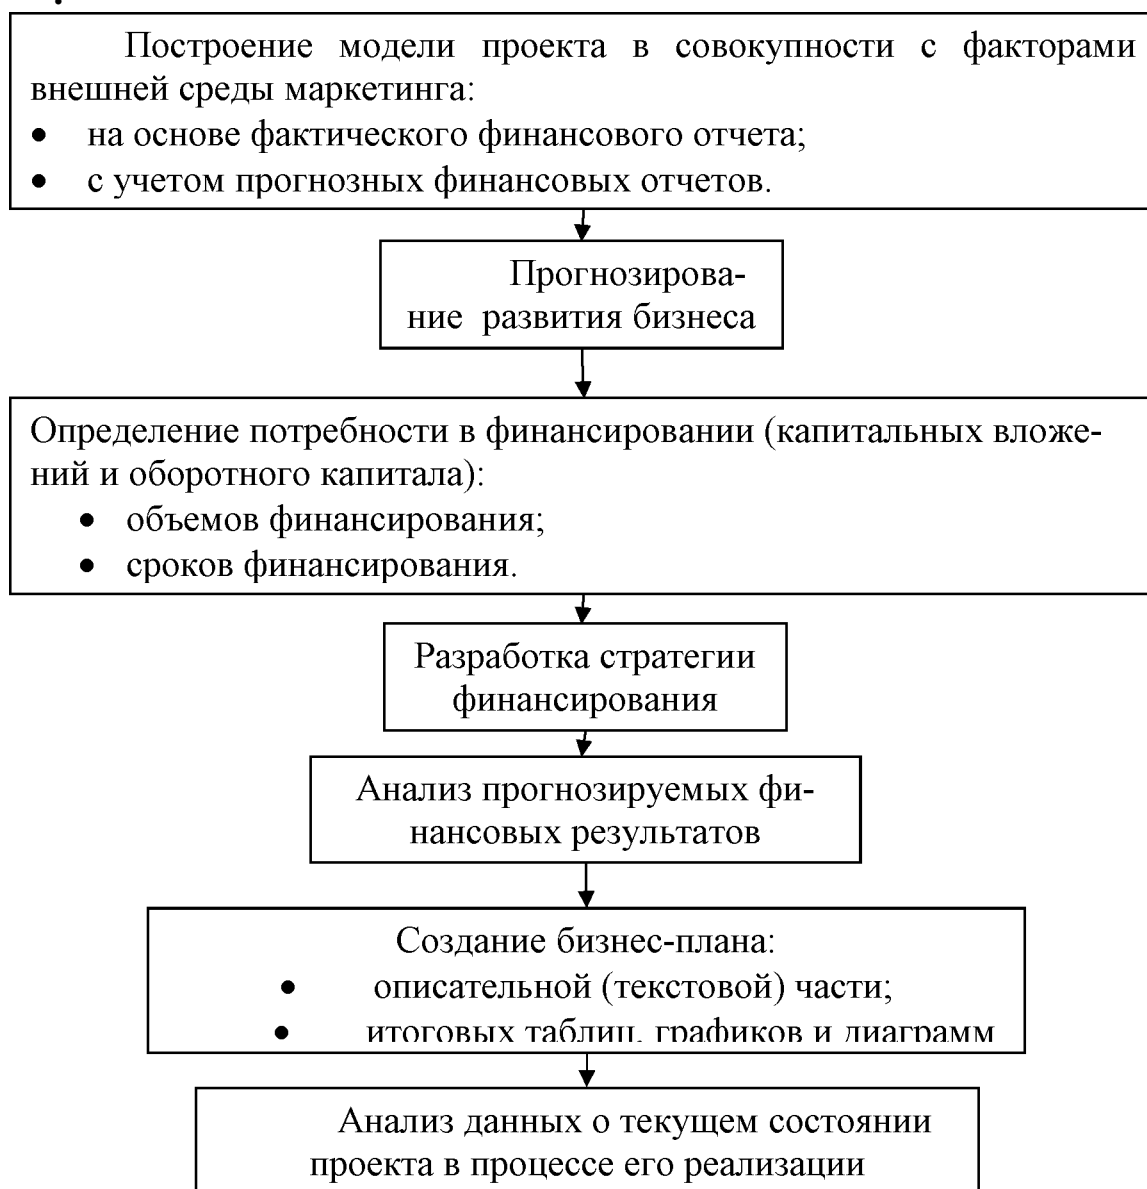 Построение модели проекта в совокупности с факторами
внешней среды маркетинга:
• на основе фактического финансового отчета;
• с учетом прогнозных финансовых отчетов.
Прогнозирова-
ние развития бизнеса
Определение потребности в финансировании (капитальных вложе-
ний и оборотного капитала):
• объемов финансирования;
• сроков финансирования.
Разработка стратегии
финансирования
Анализ прогнозируемых фи-
нансовых результатов
Создание бизнес-плана:
• описательной (текстовой) части;
• итоговых таблиц, графиков и диаграмм
Анализ данных о текущем состоянии
проекта в процессе его реализации